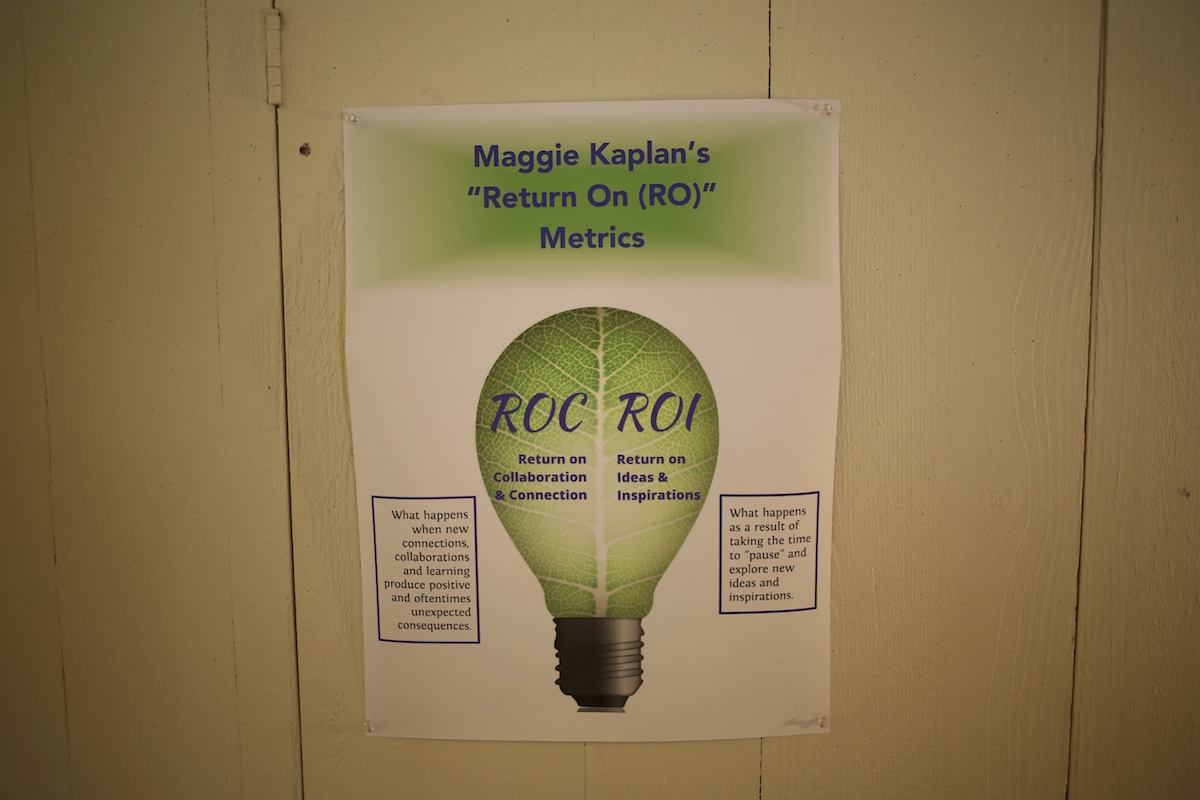 Maggie Kaplan's
"Return On (RO)"
Metrics
ROC
Return on
Collaboration
& Connection
ROI
Return on
Ideas &
Inspirations
What happens
when new
connections,
collaborations
and learning
produce positive
and oftentimes
unexpected
consequences.
What happens
as a result of
taking the time
to "pause" and
explore new
ideas and
inspirations.